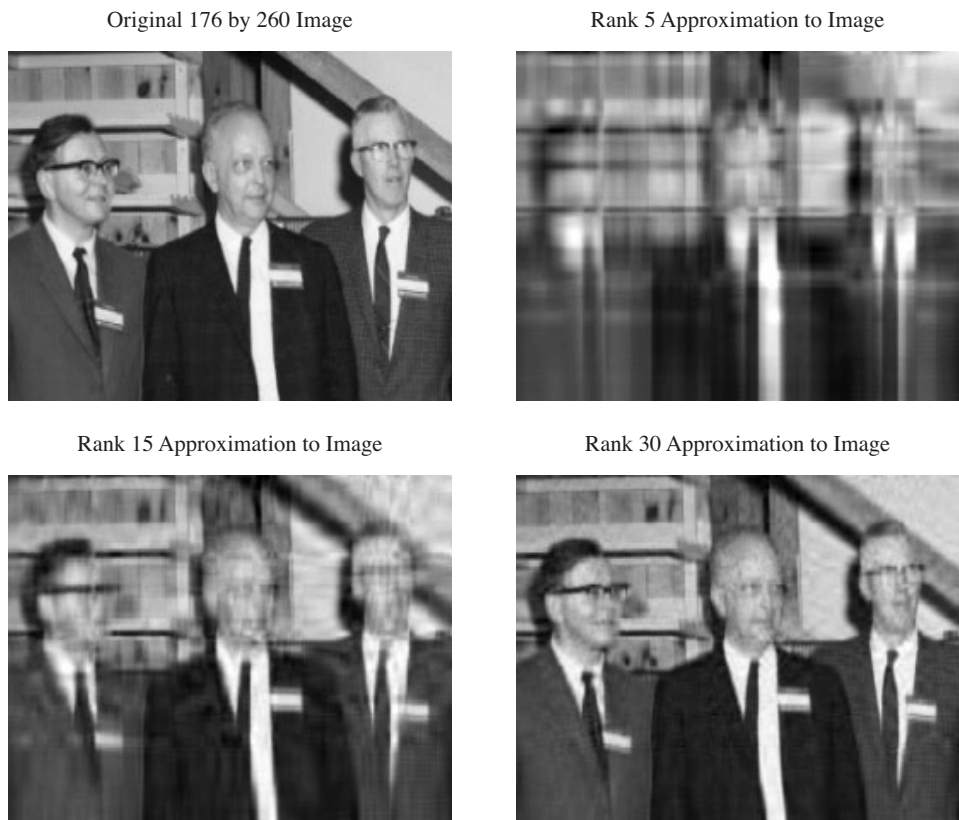 Original 176 by 260 Image
Rank 5 Approximation to Image
Rank 15 Approximation to Image
Rank 30 Approximation to Image